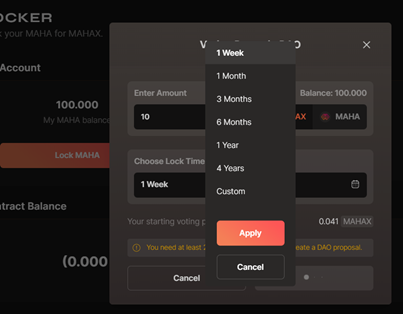 OCKER
k your MAHA for MAHAX.
Account
100.000
My MAHA balance
Lock MAHA
ntract Balance
(0.000
DAO
Enter Amount
Balance: 100.000
10
AX
MAHA
Choose Lock Time
1 Week
Your starting voting p
0.041 MAHAX
You need at least 2
eate a DAO proposal.
Cancel
1 Week
1 Month
3 Months
6 Months
1 Year
4 Years
Custom
Apply
Cancel